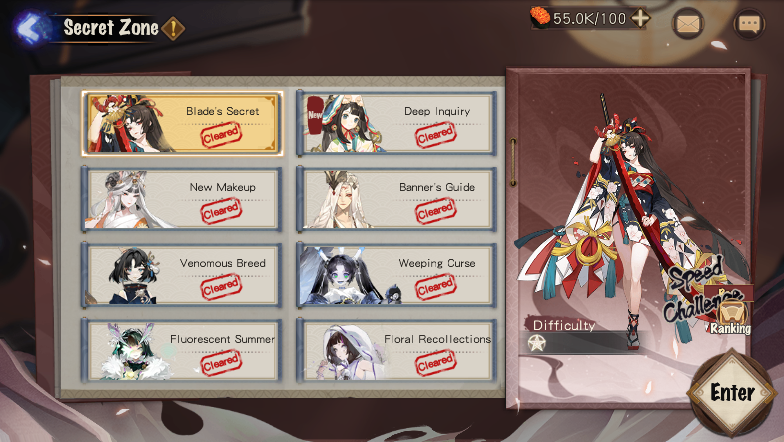 Secret Zone !
55.0K/100
Blade's Secret
Cleared
New
Deep Inquiry
Cleared
New Makeup
Cleared
Banner's Guide
Cleared
Venomous Breed
Cleared
Weeping Curse
Cleared
Fluorescent Summer
Cleared
Floral Recollections
Cleared
Speed
Challenge
Ranking
Difficulty
Enter